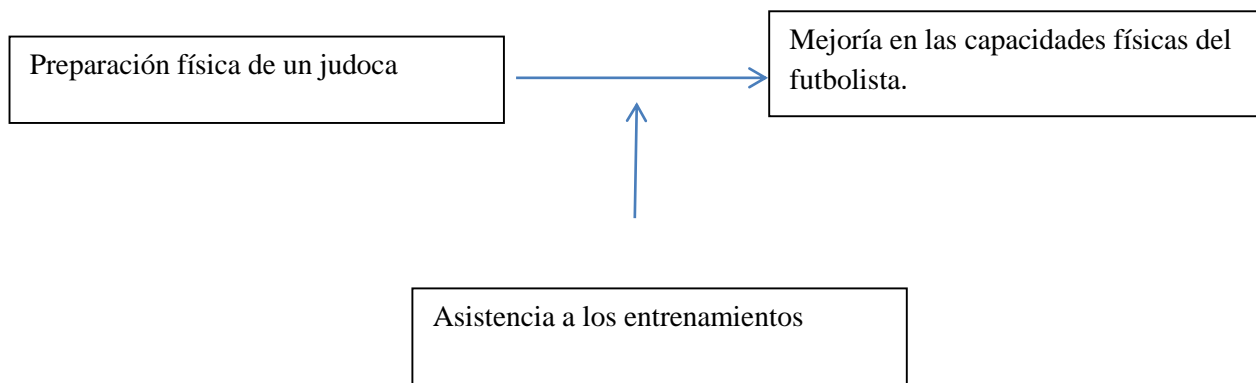 Preparación física de un judoca
Mejoría en las capacidades físicas del
futbolista.
Asistencia a los entrenamientos